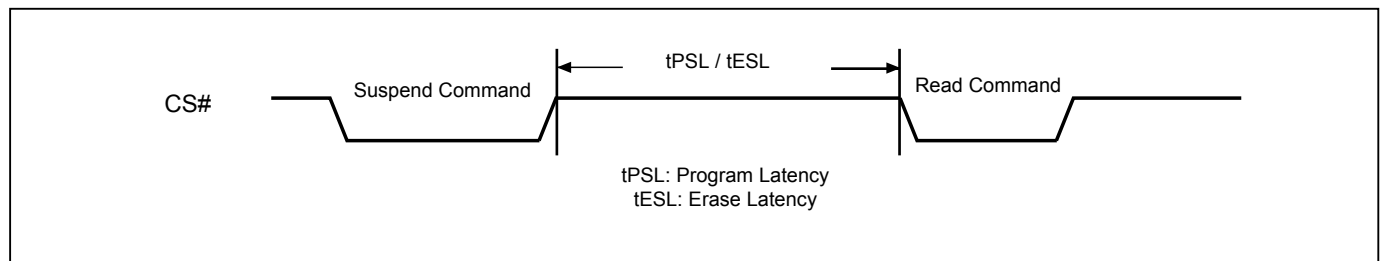 tPSL / tESL
Suspend Command
Read Command
CS#
tPSL: Program Latency
tESL: Erase Latency